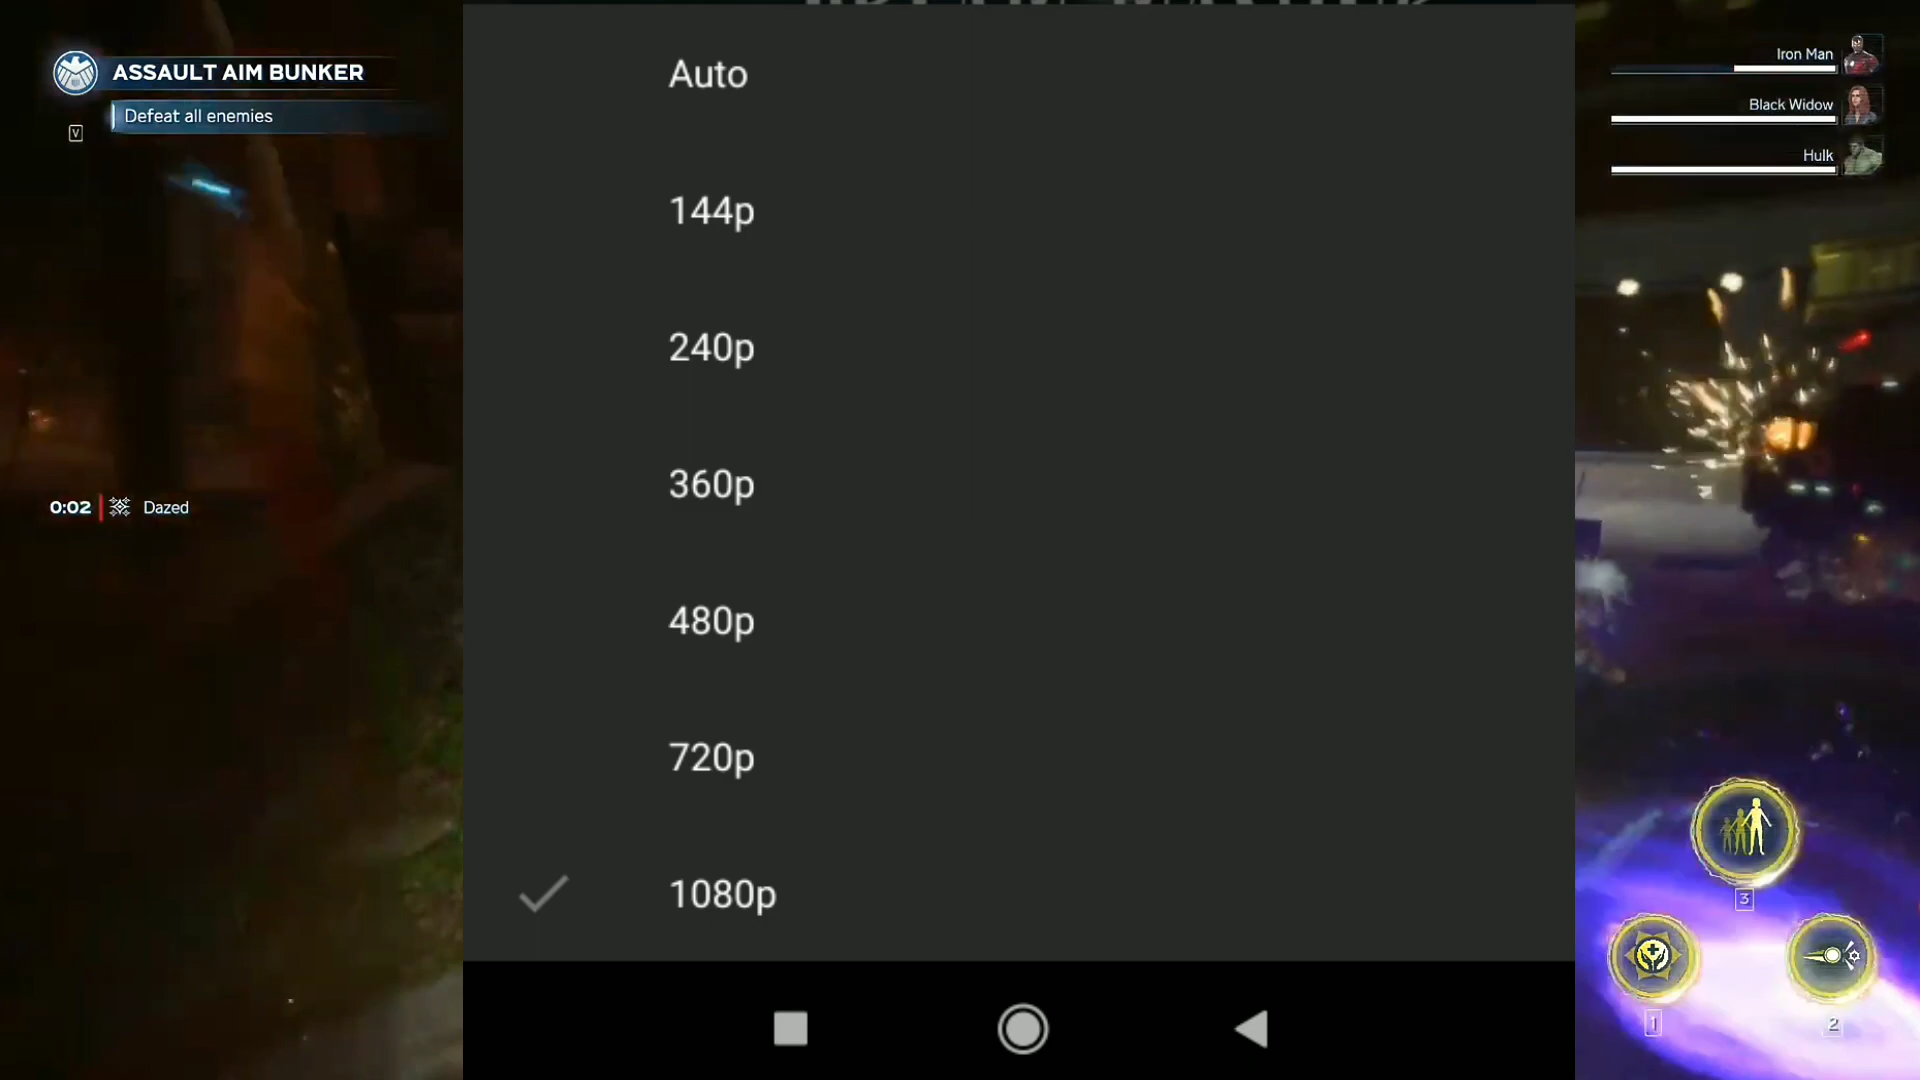 ASSAULT AIM BUNKER
Defeat all enemies
V
0:02 Dazed
Auto
144p
240p
360p
480p
720p
1080p
Iron Man
Black Widow
Hulk
3
1
2